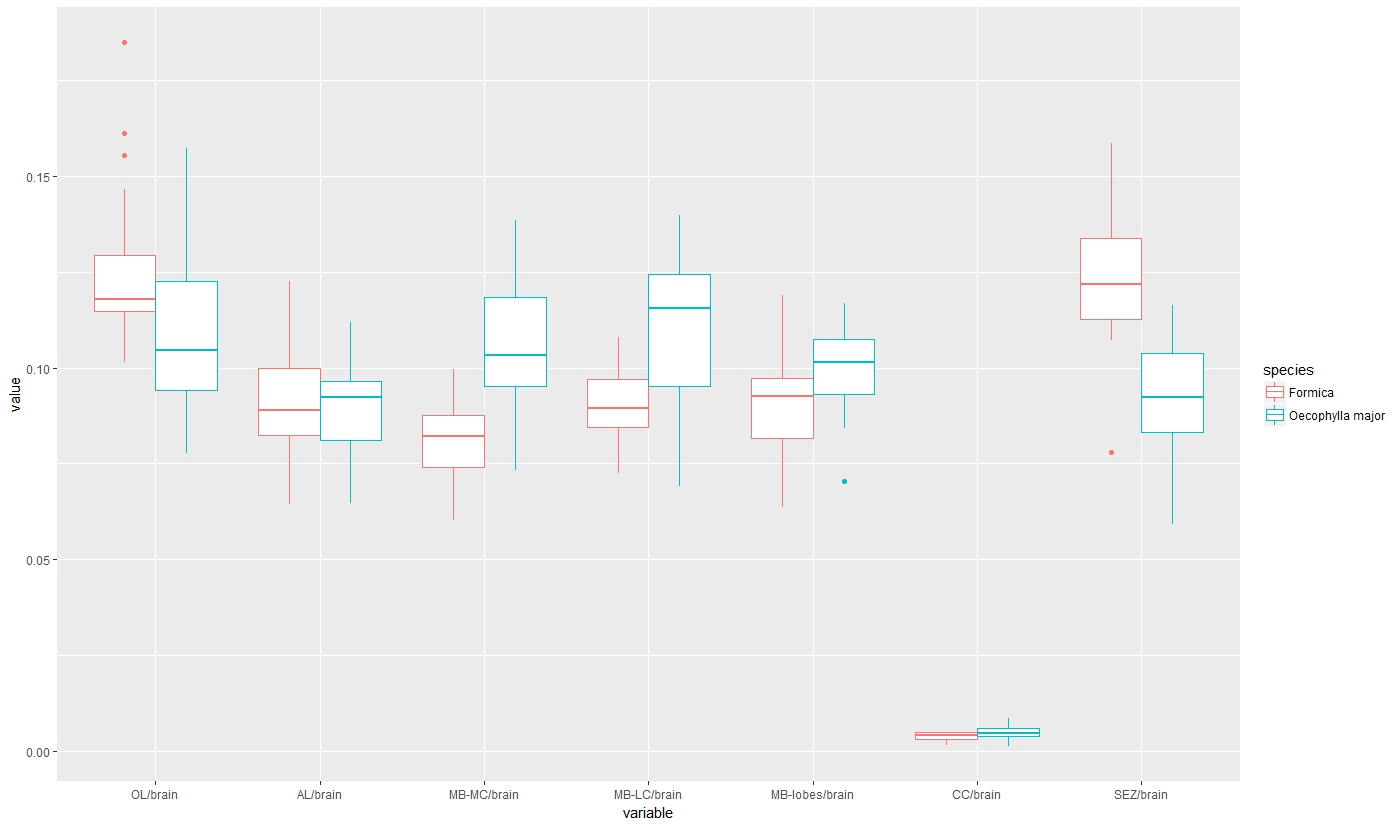 0.15
0.10
0.05
0.00
value
OL/brain
AL/brain
MB-MC/brain
MB-LC/brain
MB-lobes/brain
CC/brain
SEZ/brain
variable
species
Formica
Oecophylla major